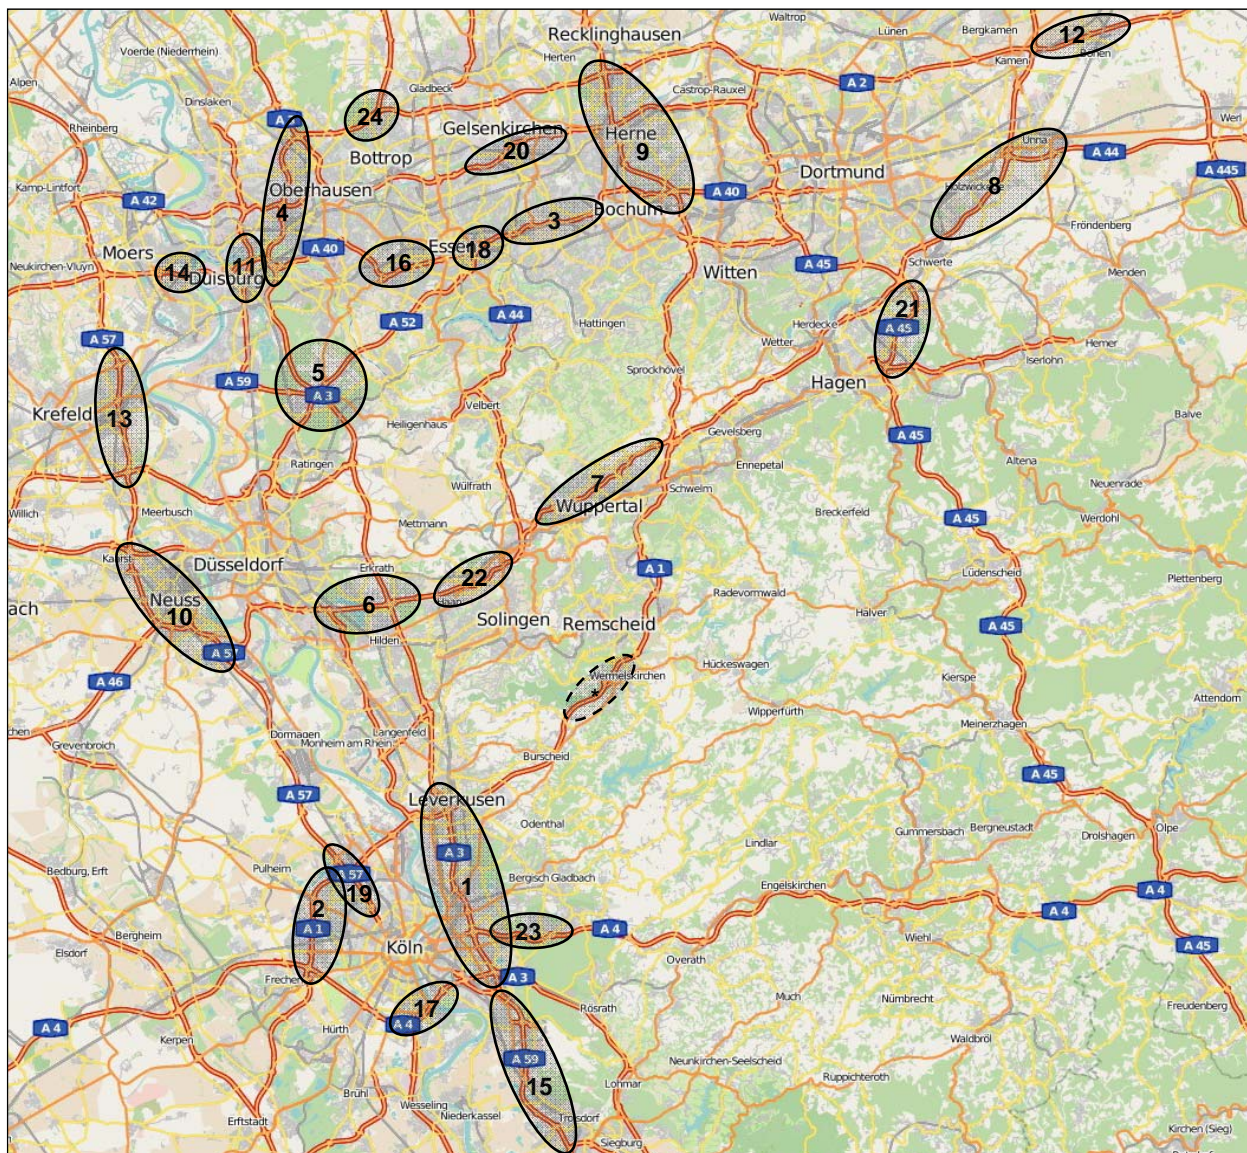 Recklinghausen
Waltrop
Lünen
Bergkamen
12
Voerde (Niederrhein)
Herten
Kamen
Bönen
Alpen
Gladbeck
Castrop-Rauxel
A 2
Dinslaken
Rheinberg
24
Gelsenkirchen
Herne
Werl
Unna
Bottrop
20
9
Dortmund
A 44
A 445
Kamp-Lintfort
A 42
Oberhausen
A 40
8
Holzwickede
4
Bochum
3
Fröndenberg
Moers
A 40
Essen
18
Neukirchen-Vluyn
14
11
Duisburg
16
Witten
A 45
Schwerte
Menden
A 44
21
A 52
Hattingen
Herdecke
A 45
A 57
Wetter
Hemer
Iserlohn
5
Sprockhövel
Hagen
A 59
A 3
Krefeld
13
Velbert
Balve
Heiligenhaus
Gevelsberg
A 45
Ratingen
Ennepetal
Altena
7
Wülfrath
Schwelm
Neuenrade
Wuppertal
Willich
Meerbusch
Mettmann
Breckerfeld
A 45
Werdohl
Kaarst
Düsseldorf
Erkrath
A 1
Lüdenscheid
22
Plettenberg
ach
Neuss
Haan
Radevormwald
10
6
Solingen
Remscheid
Halver
A 45
Hilden
A 57
Hückeswagen
A 46
Wermelskirchen
Kierspe
*
Attendorn
Wipperfürth
chen
Dormagen
Langenfeld
Meinerzhagen
Grevenbroich
Monheim am Rhein
Burscheid
A 45
A 57
Leverkusen
Odenthal
Gummersbach
Bergneustadt
Olpe
Drolshagen
A 3
Lindlar
Bedburg, Erft
Pulheim
A 57
Bergisch Gladbach
Engelskirchen
1
A 4
19
2
A 4
A 1
23
A 4
Bergheim
Köln
Wiehl
A 45
Elsdorf
Overath
Frechen
A 3
Much
Nümbrecht
17
Rösrath
Freudenberg
A 4
A 4
Hürth
Kerpen
Waldbröl
A 59
Neunkirchen-Seelscheid
15
Lohmar
Ruppichteroth
Brühl
Wesseling
Niederkassel
Troisdorf
Erftstadt
Siegburg
Kirchen (Sieg)